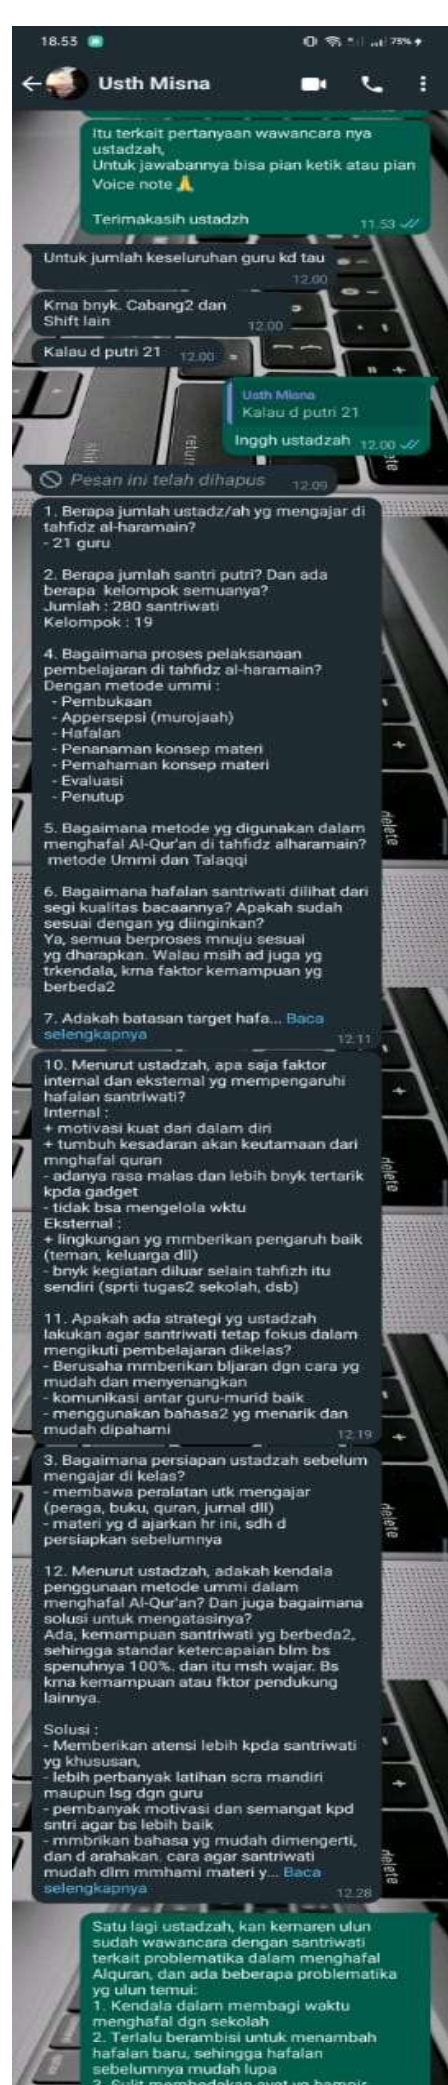 18.53
75%
Usth Misna
Itu terkait pertanyaan wawancara nya
ustadzah,
Untuk jawabannya bisa pian ketik atau pian
Voice note 🙏
Terimakasih ustadzh
11.53
Untuk jumlah keseluruhan guru kd tau
12.00
Krna bnyk. Cabang2 dan
Shift lain
12.00
Kalau d putri 21
12.00
Usth Misna
Kalau d putri 21
Inggh ustadzah
12.00
Pesan ini telah dihapus
12.09
1. Berapa jumlah ustadz/ah yg mengajar di
tahfidz al-haramain?
- 21 guru
2. Berapa jumlah santri putri? Dan ada
berapa kelompok semuanya?
Jumlah : 280 santriwati
Kelompok : 19
4. Bagaimana proses pelaksanaan
pembelajaran di tahfidz al-haramain?
Dengan metode ummi :
- Pembukaan
- Appersepsi (murojaah)
- Hafalan
- Penanaman konsep materi
- Pemahaman konsep materi
- Evaluasi
- Penutup
5. Bagaimana metode yg digunakan dalam
menghafal Al-Qur'an di tahfidz alharamain?
metode Ummi dan Talaqqi
6. Bagaimana hafalan santriwati dilihat dari
segi kualitas bacaannya? Apakah sudah
sesuai dengan yg diinginkan?
Ya, semua berproses mnuju sesuai
yg dharapkan. Walau msih ad juga yg
trkendala, krna faktor kemampuan yg
berbeda2
7. Adakah batasan target hafa... Baca
selengkapnya
12.11
10. Menurut ustadzah, apa saja faktor
internal dan eksternal yg mempengaruhi
hafalan santriwati?
Internal :
+ motivasi kuat dari dalam diri
+ tumbuh kesadaran akan keutamaan dari
mnghafal quran
- adanya rasa malas dan lebih bnyk tertarik
kpda gadget
- tidak bsa mengelola wktu
Eksternal :
+ lingkungan yg mmberikan pengaruh baik
(teman, keluarga dll)
- bnyk kegiatan diluar selain tahfizh itu
sendiri (sprti tugas2 sekolah, dsb)
11. Apakah ada strategi yg ustadzah
lakukan agar santriwati tetap fokus dalam
mengikuti pembelajaran dikelas?
- Berusaha mmberikan bljaran dgn cara yg
mudah dan menyenangkan
- komunikasi antar guru-murid baik
- menggunakan bahasa2 yg menarik dan
mudah dipahami
12.19
3. Bagaimana persiapan ustadzah sebelum
mengajar di kelas?
- membawa peralatan utk mengajar
(peraga, buku, quran, jurnal dll)
- materi yg d ajarkan hr ini, sdh d
persiapkan sebelumnya
12. Menurut ustadzah, adakah kendala
penggunaan metode ummi dalam
menghafal Al-Qur'an? Dan juga bagaimana
solusi untuk mengatasinya?
Ada, kemampuan santriwati yg berbeda2,
sehingga standar ketercapaian blm bs
spenuhnya 100%. dan itu msh wajar. Bs
krna kemampuan atau fktor pendukung
lainnya.
Solusi :
- Memberikan atensi lebih kpda santriwati
yg khususan,
- lebih perbanyak latihan scra mandiri
maupun lsg dgn guru
- pembanyak motivasi dan semangat kpd
sntri agar bs lebih baik
- mmbrikan bahasa yg mudah dimengerti,
dan d arahakan. cara agar santriwati
mudah dlm mmhami materi y... Baca
selengkapnya
12.28
Satu lagi ustadzah, kan kemaren ulun
sudah wawancara dengan santriwati
terkait problematika dalam menghafal
Alquran, dan ada beberapa problematika
yg ulun temui:
1. Kendala dalam membagi waktu
menghafal dgn sekolah
2. Terlalu berambisi untuk menambah
hafalan baru, sehingga hafalan
sebelumnya mudah lupa
3. Sulit membedakan ayat yg hampir